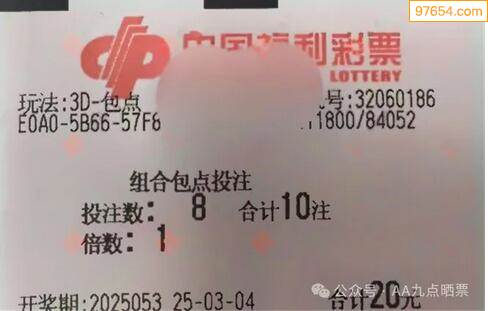 97654.com
中国福利彩票
LOTTERY
玩法:3D-包点
号:32060186
E0A0-5B66-57F8
1800/84052
组合包点投注
投注数: 8 合计10注
倍数: 1
公众号·AA九点晒票
开奖期:2025053 25-03-04 合计20元